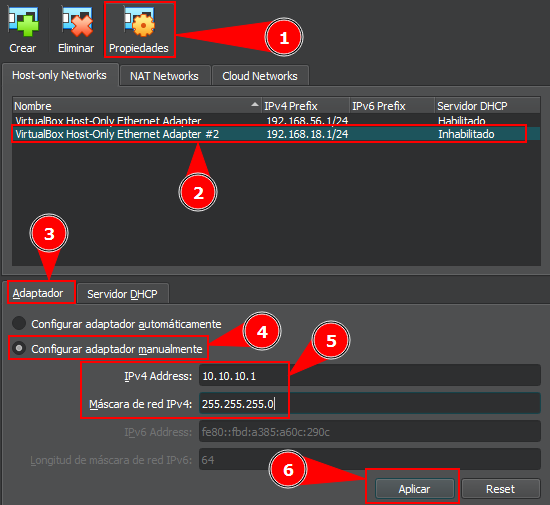 1
Crear Eliminar Propiedades
Host-only Networks NAT Networks Cloud Networks
Nombre IPv4 Prefix IPv6 Prefix Servidor DHCP
VirtualBox Host-Only Ethernet Adapter 192.168.56.1/24 Habilitado
VirtualBox Host-Only Ethernet Adapter #2 192.168.18.1/24 Inhabilitado
2
3
Adaptador Servidor DHCP
Configurar adaptador automáticamente
4
Configurar adaptador manualmente
5
IPv4 Address: 10.10.10.1
Máscara de red IPv4: 255.255.255.0
IPv6 Address: fe80::fbd:a385:a60c:290c
Longitud de máscara de red IPv6: 64
6
Aplicar Reset